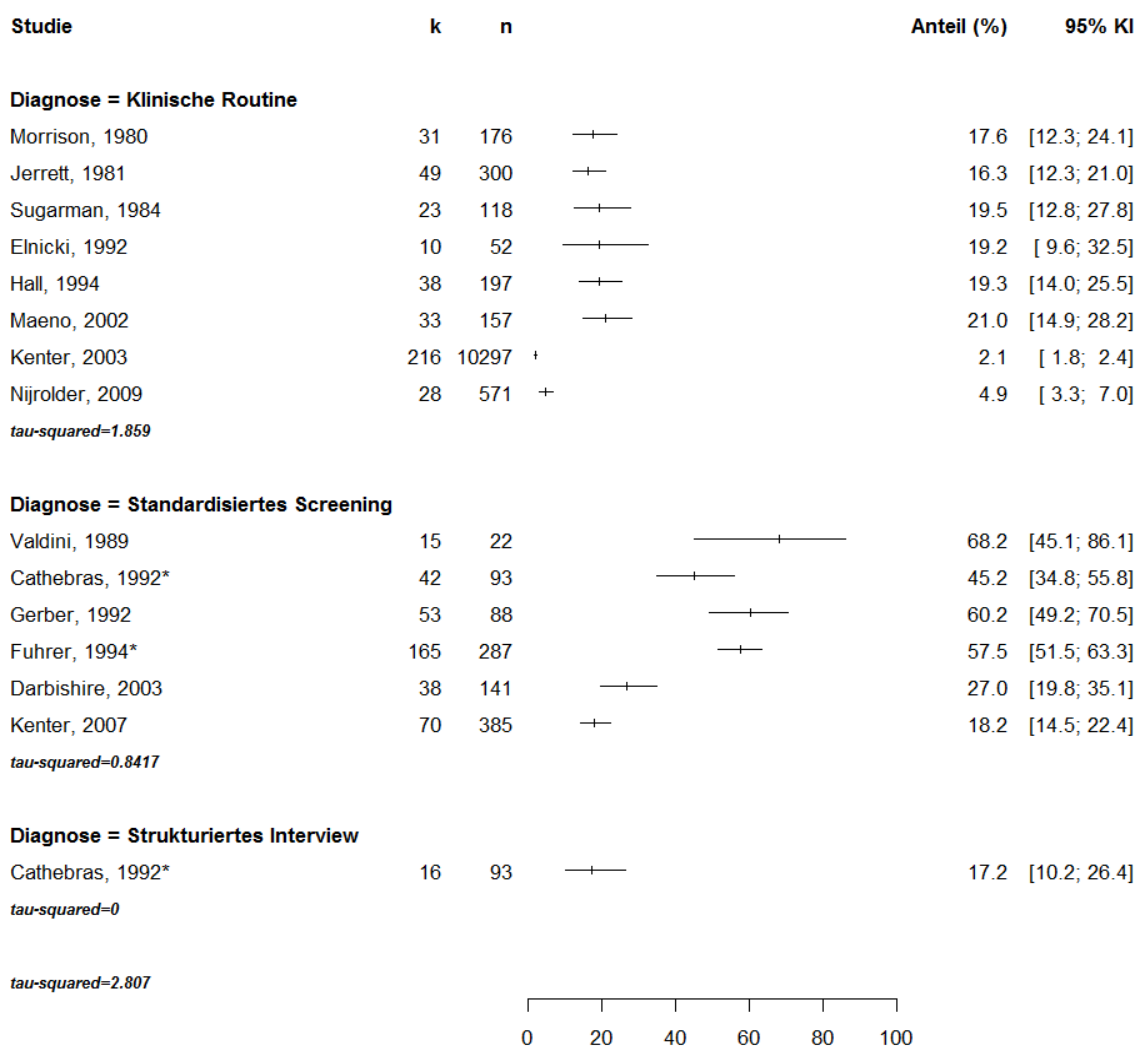 Studie k n Anteil (%) 95% KI
Diagnose = Klinische Routine
Morrison, 1980 31 176 17.6 [12.3; 24.1]
Jerrett, 1981 49 300 16.3 [12.3; 21.0]
Sugarman, 1984 23 118 19.5 [12.8; 27.8]
Elnicki, 1992 10 52 19.2 [ 9.6; 32.5]
Hall, 1994 38 197 19.3 [14.0; 25.5]
Maeno, 2002 33 157 21.0 [14.9; 28.2]
Kenter, 2003 216 10297 2.1 [ 1.8; 2.4]
Nijrolder, 2009 28 571 4.9 [ 3.3; 7.0]
tau-squared=1.859
Diagnose = Standardisiertes Screening
Valdini, 1989 15 22 68.2 [45.1; 86.1]
Cathebras, 1992* 42 93 45.2 [34.8; 55.8]
Gerber, 1992 53 88 60.2 [49.2; 70.5]
Fuhrer, 1994* 165 287 57.5 [51.5; 63.3]
Darbishire, 2003 38 141 27.0 [19.8; 35.1]
Kenter, 2007 70 385 18.2 [14.5; 22.4]
tau-squared=0.8417
Diagnose = Strukturiertes Interview
Cathebras, 1992* 16 93 17.2 [10.2; 26.4]
tau-squared=0
tau-squared=2.807
0 20 40 60 80 100